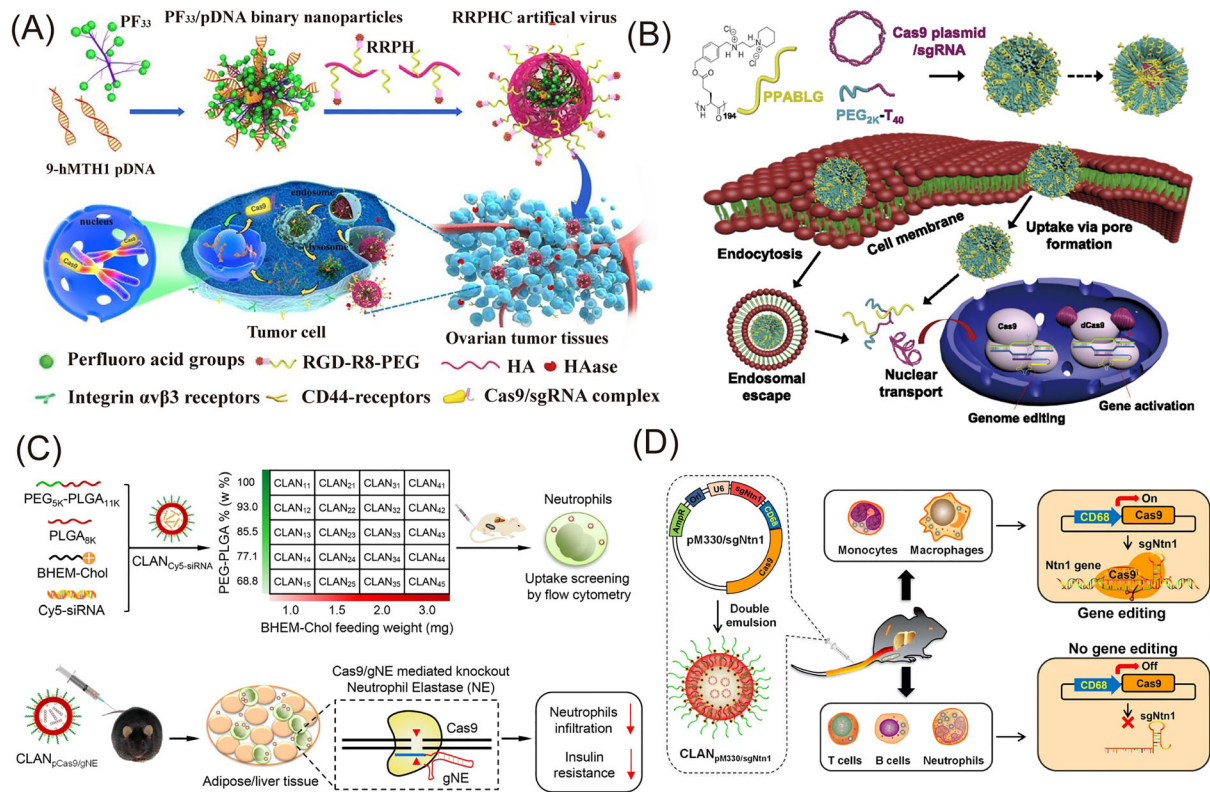 (A)
PF33
PF33/pDNA binary nanoparticles
RRPHC artifical virus
RRPH
9-hMTH1 pDNA
nucleus
Cas9
Cas9
Cas9
endosome
lysosome
Tumor cell
Ovarian tumor tissues
Perfluoro acid groups
RGD-R8-PEG
HA
HAase
Integrin αvβ3 receptors
CD44-receptors
Cas9/sgRNA complex
(B)
194
PPABLG
Cas9 plasmid
/sgRNA
PEG2K-T40
Endocytosis
Cell membrane
Uptake via pore
formation
Endosomal
escape
Nuclear
transport
Cas9
dCas9
Genome editing
Gene activation
(C)
PEG5K-PLGA11K
PLGA8K
BHEM-Chol
Cy5-siRNA
CLANCy5-siRNA
PEG-PLGA % (w %)
100 CLAN11 CLAN21 CLAN31 CLAN41
93.0 CLAN12 CLAN22 CLAN32 CLAN42
85.5 CLAN13 CLAN23 CLAN33 CLAN43
77.1 CLAN14 CLAN24 CLAN34 CLAN44
68.8 CLAN15 CLAN25 CLAN35 CLAN45
1.0 1.5 2.0 3.0
BHEM-Chol feeding weight (mg)
Neutrophils
Uptake screening
by flow cytometry
CLANpCas9/gNE
Adipose/liver tissue
Cas9/gNE mediated knockout
Neutrophil Elastase (NE)
Cas9
gNE
Neutrophils
infiltration
Insulin
resistance
(D)
AmpR
Ori
U6
sgNtn1
CD68
Cas9
pM330/sgNtn1
Double
emulsion
CLANpM330/sgNtn1
Monocytes
Macrophages
T cells
B cells
Neutrophils
On
CD68
Cas9
sgNtn1
Ntn1 gene
Cas9
Gene editing
No gene editing
Off
CD68
Cas9
sgNtn1